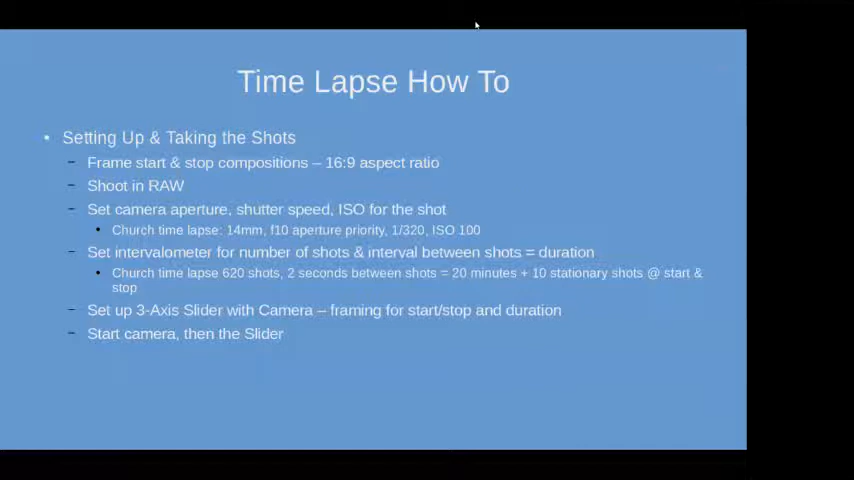 Time Lapse How To
• Setting Up & Taking the Shots
– Frame start & stop compositions – 16:9 aspect ratio
– Shoot in RAW
– Set camera aperture, shutter speed, ISO for the shot
• Church time lapse: 14mm, f10 aperture priority, 1/320, ISO 100
– Set intervalometer for number of shots & interval between shots = duration
• Church time lapse 620 shots, 2 seconds between shots = 20 minutes + 10 stationary shots @ start &
stop
– Set up 3-Axis Slider with Camera – framing for start/stop and duration
– Start camera, then the Slider